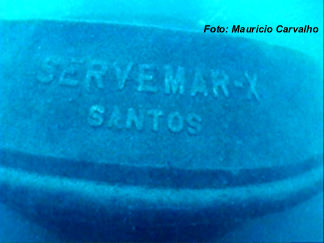 Foto: Mauricio Carvalho
SERVEMAR-X
SANTOS